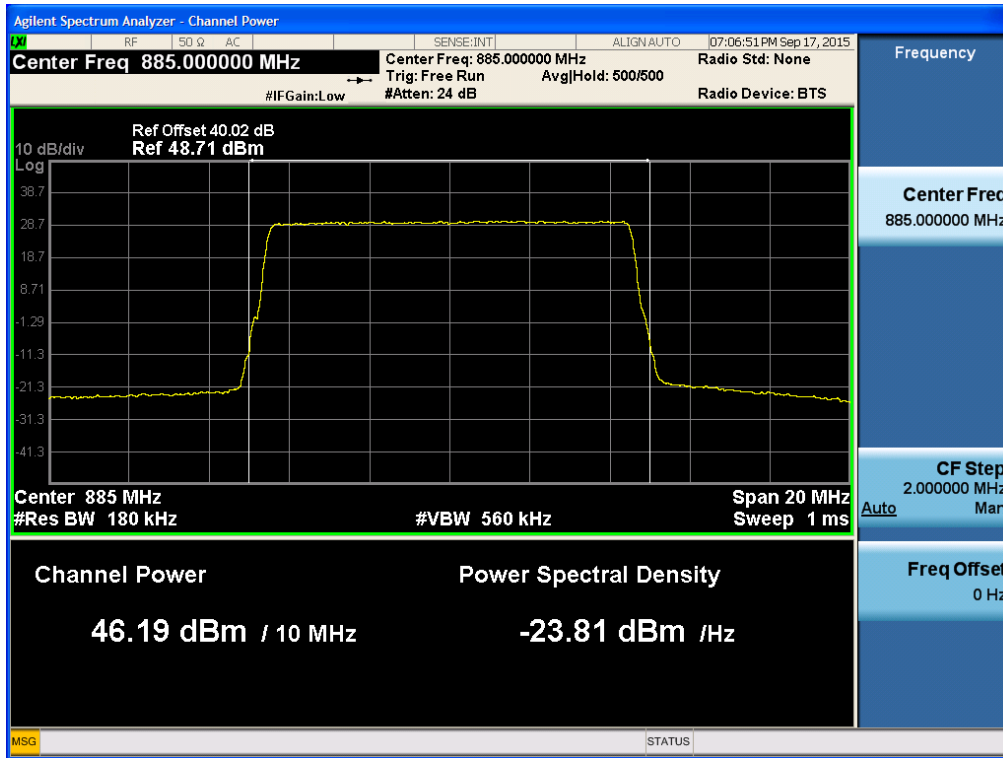 Agilent Spectrum Analyzer - Channel Power
LXI RF 50 Ω AC SENSE:INT ALIGN AUTO 07:06:51 PM Sep 17, 2015
Center Freq 885.000000 MHz
Center Freq: 885.000000 MHz
Radio Std: None
Trig: Free Run Avg|Hold: 500/500
#IFGain:Low
#Atten: 24 dB
Radio Device: BTS
Ref Offset 40.02 dB
10 dB/div Ref 48.71 dBm
Log
38.7
28.7
18.7
8.71
-1.29
-11.3
-21.3
-31.3
-41.3
Center 885 MHz
Span 20 MHz
#Res BW 180 kHz
#VBW 560 kHz
Sweep 1 ms
Channel Power
Power Spectral Density
46.19 dBm / 10 MHz
-23.81 dBm /Hz
Frequency
Center Freq
885.000000 MHz
CF Step
2.000000 MHz
Auto Man
Freq Offset
0 Hz
MSG
STATUS